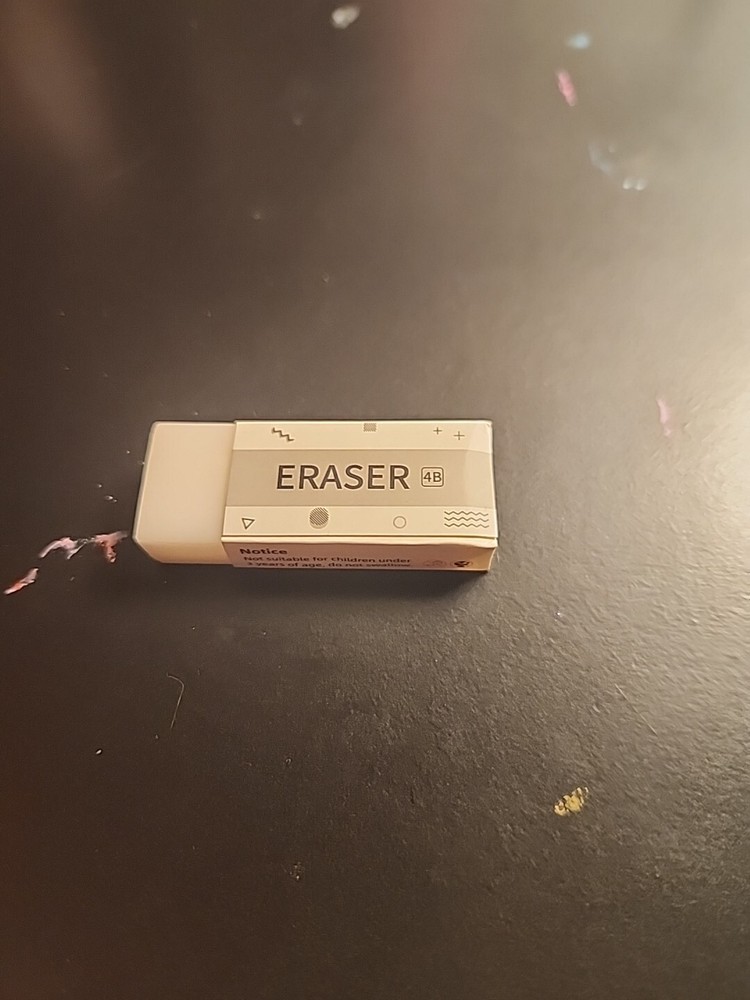 ERASER 4B
Notice
Not suitable for children under
3 years of age, do not swallow.